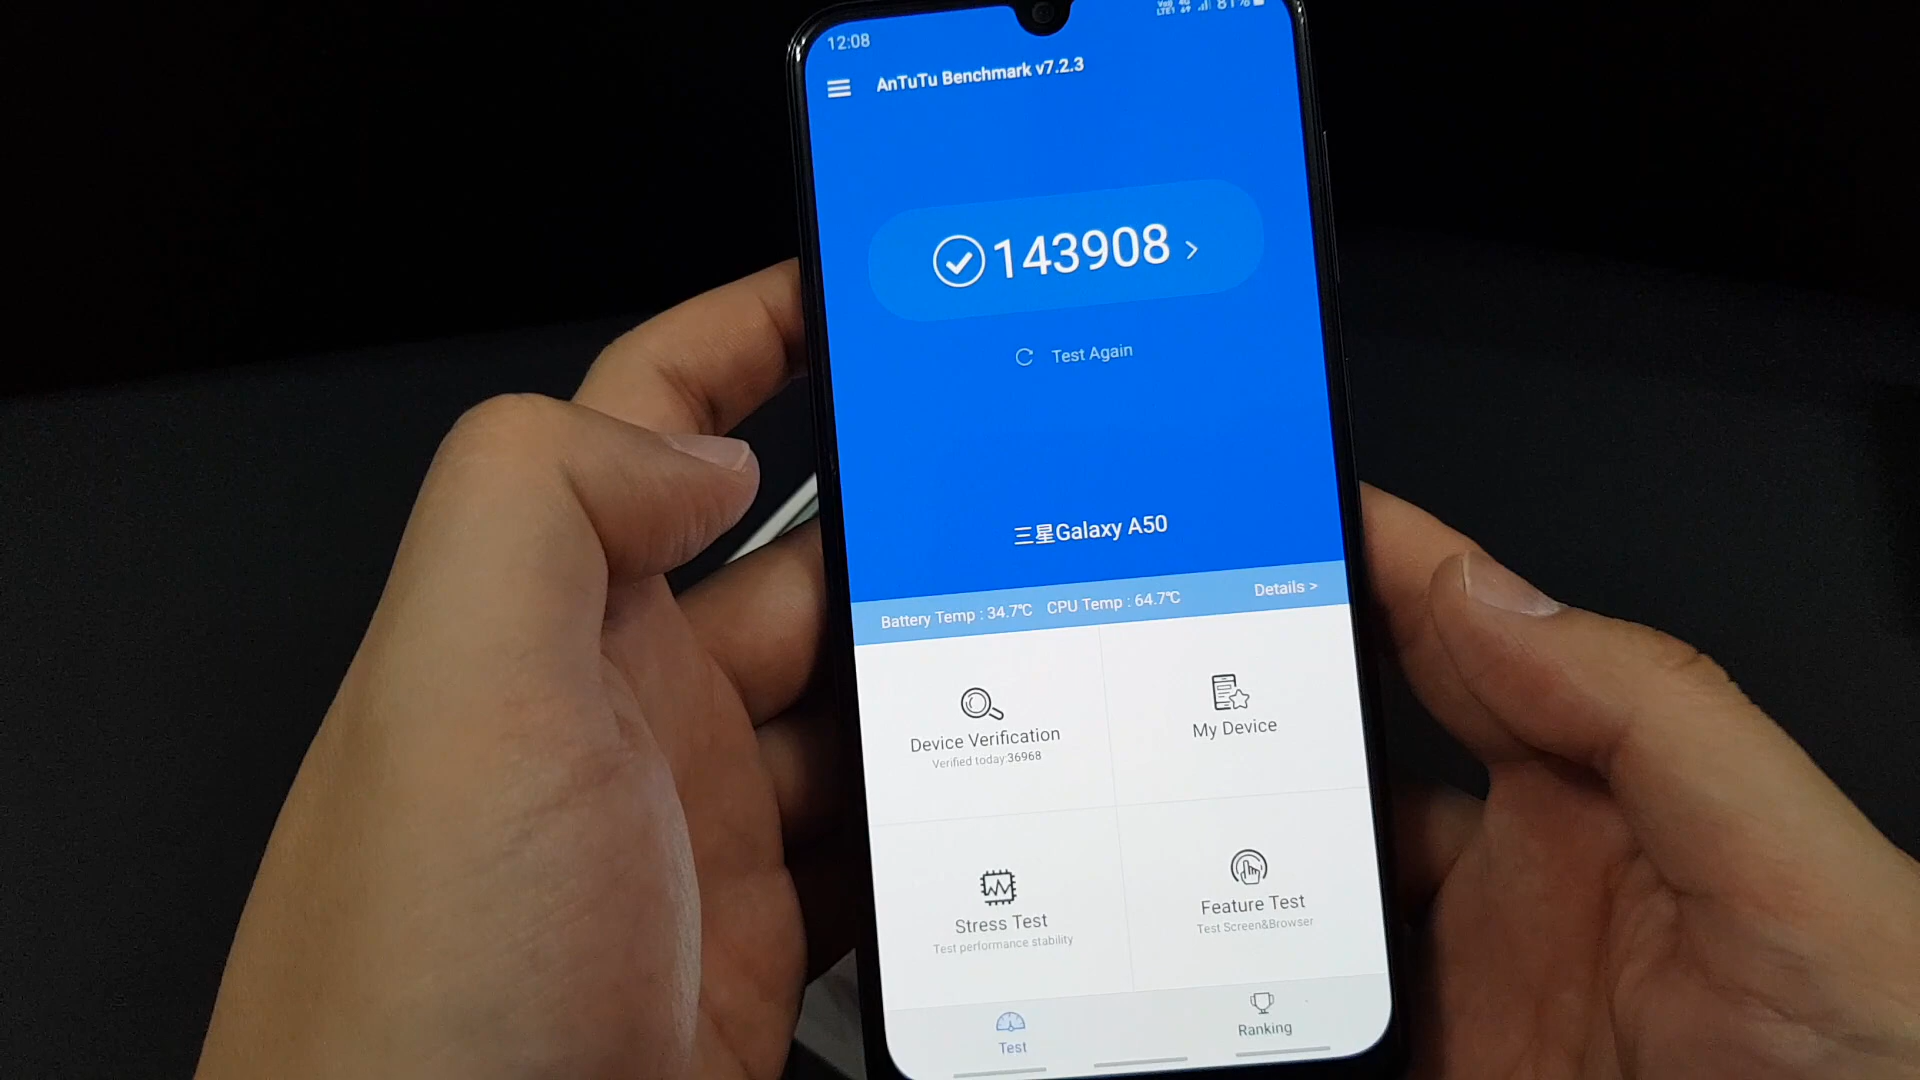 12:08
81%
AnTuTu Benchmark v7.2.3
143908 >
Test Again
三星Galaxy A50
Battery Temp : 34.7℃ CPU Temp : 64.7℃ Details >
Device Verification
Verified today:36968
My Device
Stress Test
Test performance stability
Feature Test
Test Screen&Browser
Test
Ranking